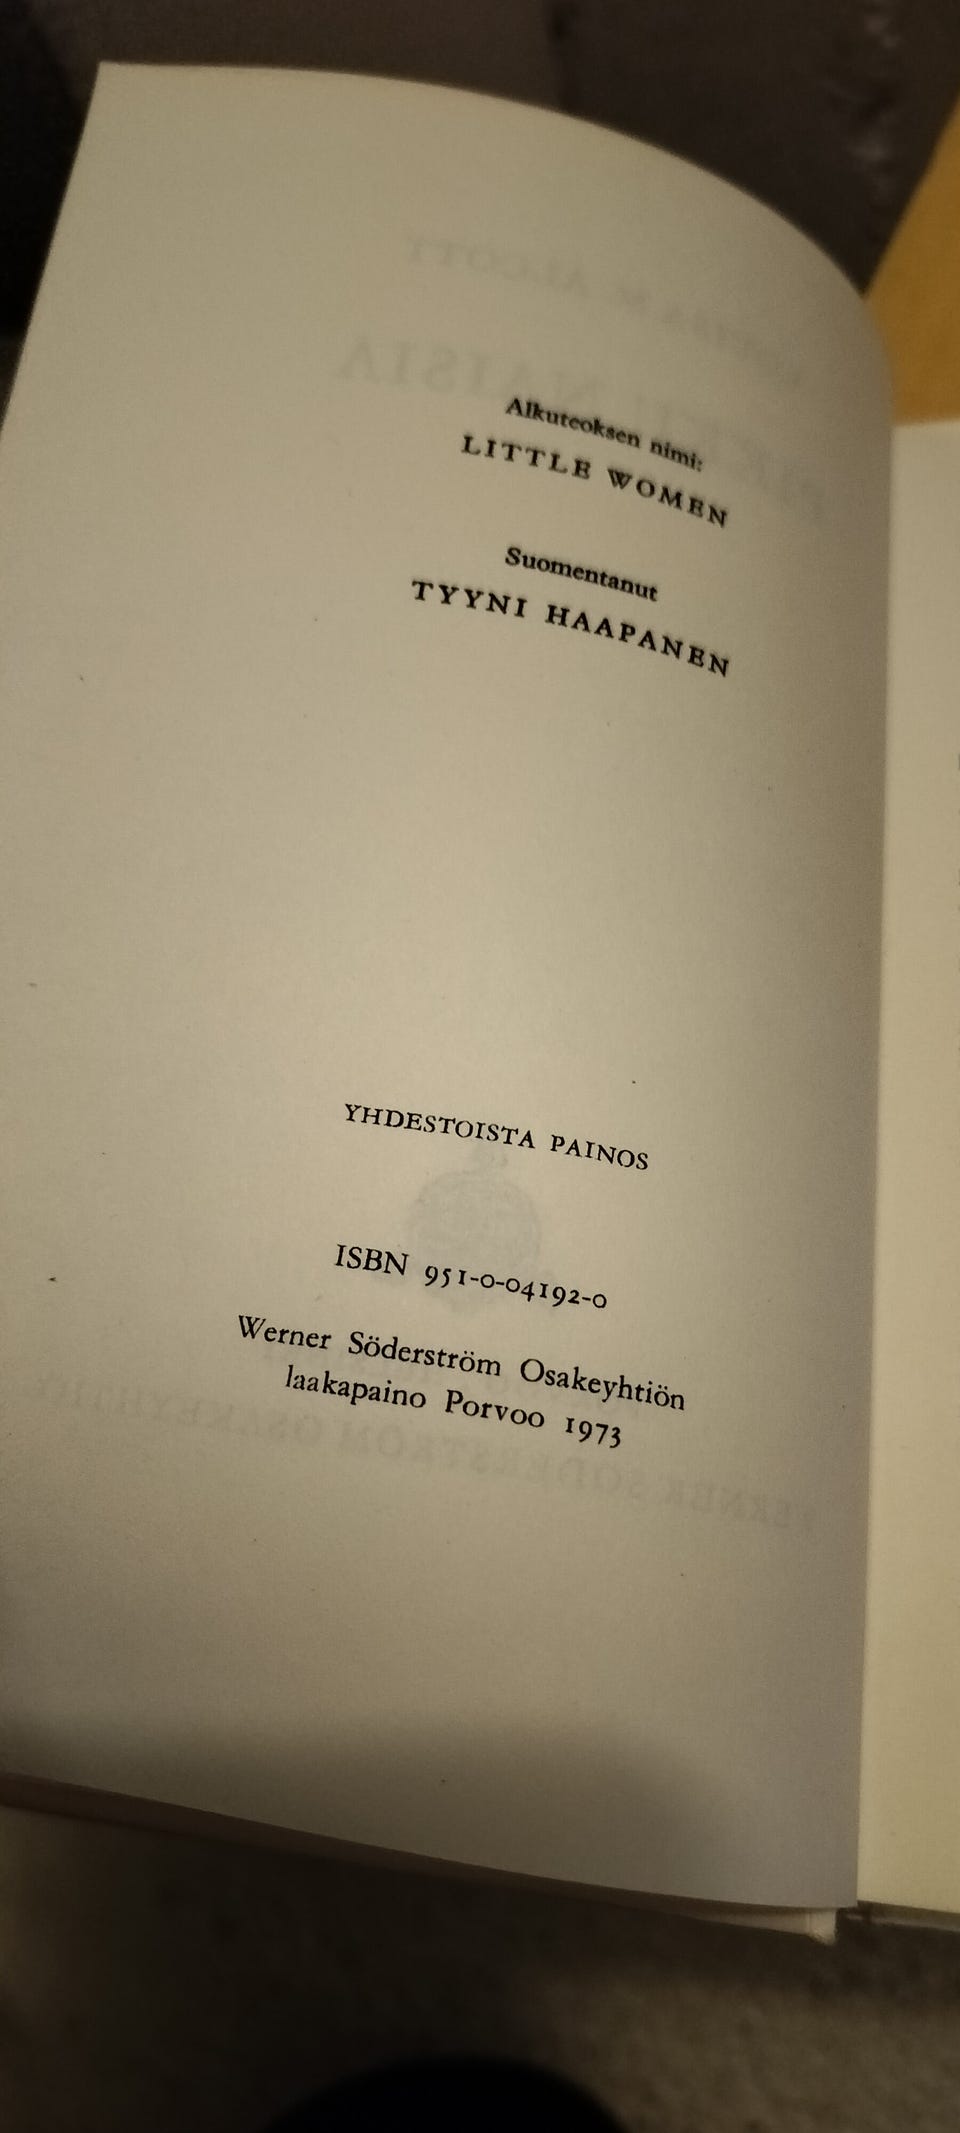 Alkuteoksen nimi:
LITTLE WOMEN
Suomentanut
TYYNI HAAPANEN
YHDESTOISTA PAINOS
ISBN 951-0-04192-0
Werner Söderström Osakeyhtiön
laakapaino Porvoo 1973